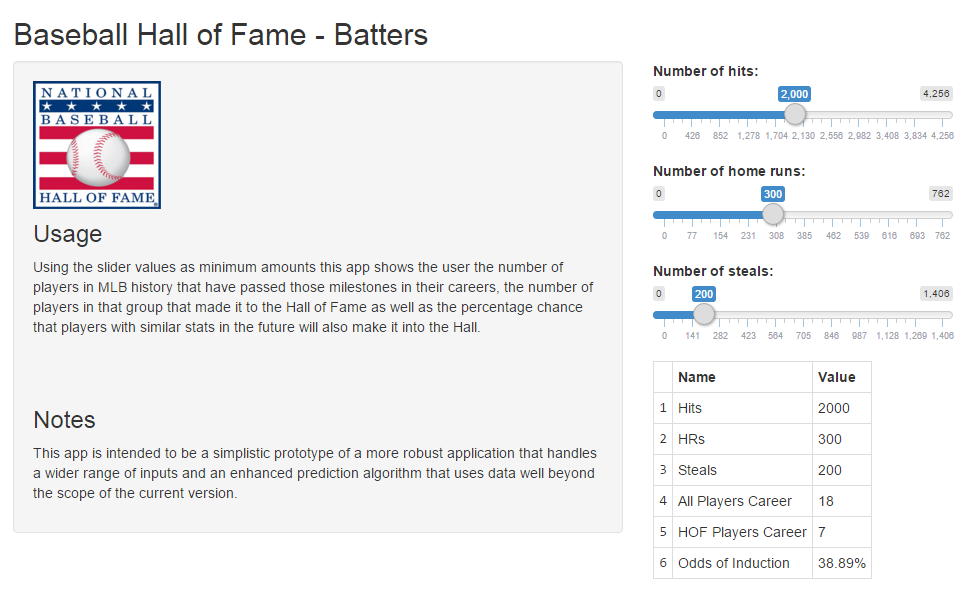 Baseball Hall of Fame - Batters
NATIONAL
BASEBALL
HALL OF FAME
Usage
Using the slider values as minimum amounts this app shows the user the number of
players in MLB history that have passed those milestones in their careers, the number of
players in that group that made it to the Hall of Fame as well as the percentage chance
that players with similar stats in the future will also make it into the Hall.
Notes
This app is intended to be a simplistic prototype of a more robust application that handles
a wider range of inputs and an enhanced prediction algorithm that uses data well beyond
the scope of the current version.
Number of hits:
0 2,000 4,256
0 426 852 1,278 1,704 2,130 2,556 2,982 3,408 3,834 4,256
Number of home runs:
0 300 762
0 77 154 231 308 385 462 539 616 693 762
Number of steals:
0 200 1,406
0 141 282 423 564 705 846 987 1,128 1,269 1,406
Name Value
1 Hits 2000
2 HRs 300
3 Steals 200
4 All Players Career 18
5 HOF Players Career 7
6 Odds of Induction 38.89%